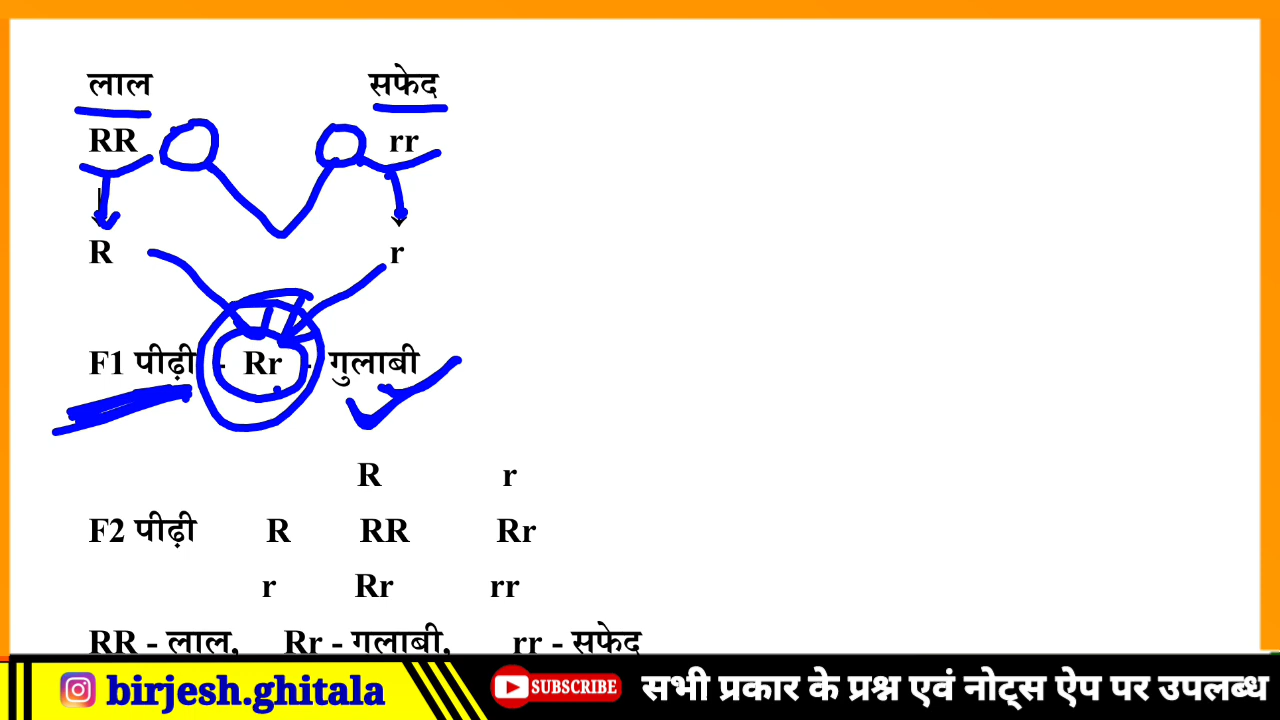 लाल सफेद
RR rr
R r
F1 पीढ़ी - Rr - गुलाबी
R r
F2 पीढ़ी R RR Rr
r Rr rr
RR - लाल, Rr - गुलाबी, rr - सफेद
birjesh.ghitala SUBSCRIBE सभी प्रकार के प्रश्न एवं नोट्स ऐप पर उपलब्ध